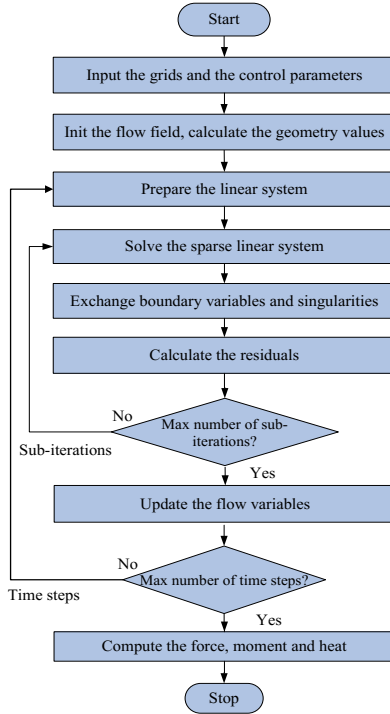 Start
Input the grids and the control parameters
Init the flow field, calculate the geometry values
Prepare the linear system
Solve the sparse linear system
Exchange boundary variables and singularities
Calculate the residuals
No
Max number of sub-
iterations?
Sub-iterations
Yes
Update the flow variables
No
Max number of time steps?
Time steps
Yes
Compute the force, moment and heat
Stop